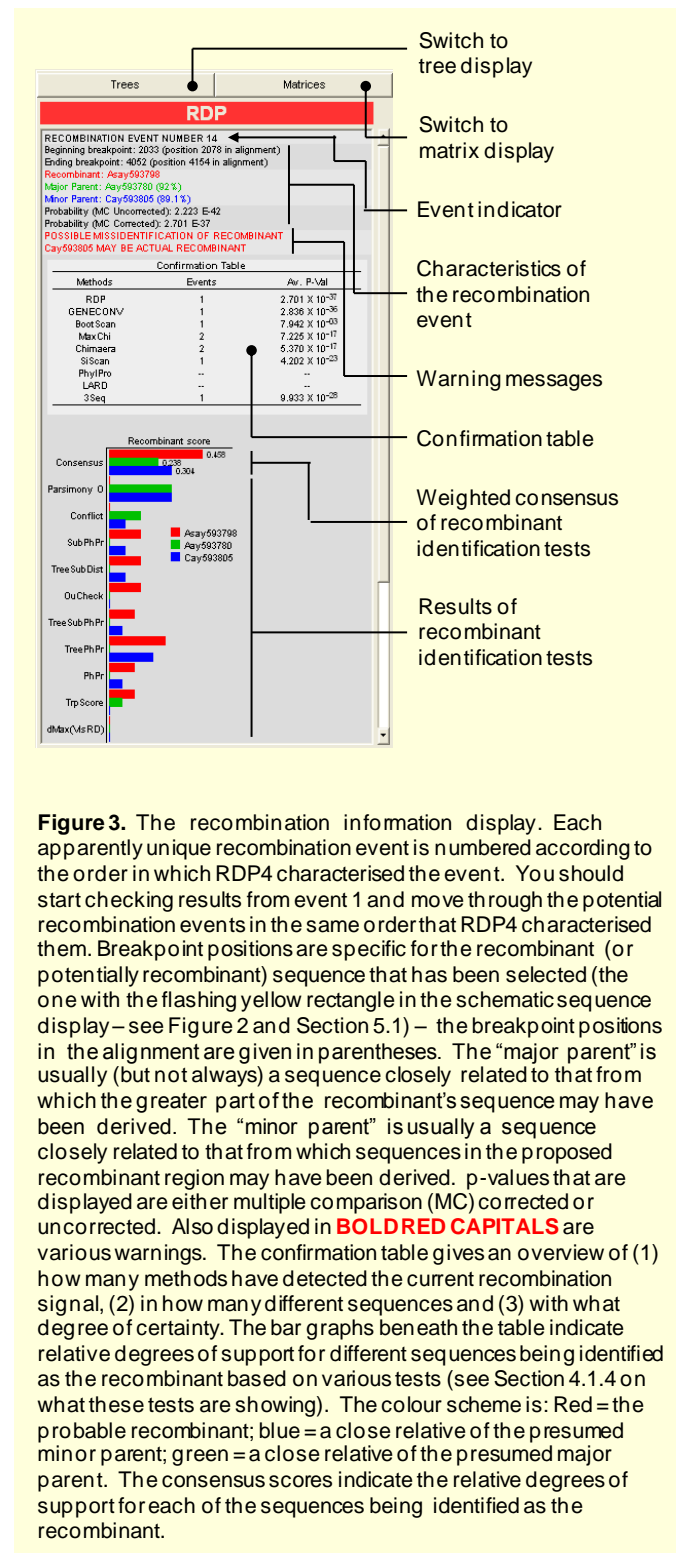 Switch to
tree display
Trees
Matrices
RDP
Switch to
matrix display
RECOMBINATION EVENT NUMBER 14
Beginning breakpoint: 2033 (position 2078 in alignment)
Ending breakpoint: 4052 (position 4154 in alignment)
Recombinant: Asay593798
Major Parent: Aay593780 (92%)
Minor Parent: Cay593805 (89.1%)
Probability (MC Uncorrected): 2.223 E-42
Probability (MC Corrected): 2.701 E-37
POSSIBLE MISSIDENTIFICATION OF RECOMBINANT
Cay593805 MAY BE ACTUAL RECOMBINANT
Event indicator
Characteristics of
the recombination
event
Warning messages
Confirmation table
Weighted consensus
of recombinant
identification tests
Results of
recombinant
identification tests
Confirmation Table
Methods Events Av. P-Val
RDP 1 2.701 X 10-37
GENECONV 1 2.836 X 10-36
BootScan 1 7.942 X 10-03
MaxChi 2 7.225 X 10-17
Chimaera 2 5.370 X 10-17
SiScan 1 4.202 X 10-23
PhylPro -- --
LARD -- --
3Seq 1 9.933 X 10-28
Recombinant score
Consensus 0.458
0.238
0.304
Parsimony 0
Conflict
SubPhPr
TreeSubDist
OuCheck
TreeSubPhPr
TreePhPr
PhPr
TrpScore
dMax(VisRD)
Asay593798
Aay593780
Cay593805
Figure 3. The recombination information display. Each
apparently unique recombination event is numbered according to
the order in which RDP4 characterised the event. You should
start checking results from event 1 and move through the potential
recombination events in the same order that RDP4 characterised
them. Breakpoint positions are specific for the recombinant (or
potentially recombinant) sequence that has been selected (the
one with the flashing yellow rectangle in the schematic sequence
display – see Figure 2 and Section 5.1) – the breakpoint positions
in the alignment are given in parentheses. The “major parent” is
usually (but not always) a sequence closely related to that from
which the greater part of the recombinant’s sequence may have
been derived. The “minor parent” is usually a sequence
closely related to that from which sequences in the proposed
recombinant region may have been derived. p-values that are
displayed are either multiple comparison (MC) corrected or
uncorrected. Also displayed in BOLD RED CAPITALS are
various warnings. The confirmation table gives an overview of (1)
how many methods have detected the current recombination
signal, (2) in how many different sequences and (3) with what
degree of certainty. The bar graphs beneath the table indicate
relative degrees of support for different sequences being identified
as the recombinant based on various tests (see Section 4.1.4 on
what these tests are showing). The colour scheme is: Red = the
probable recombinant; blue = a close relative of the presumed
minor parent; green = a close relative of the presumed major
parent. The consensus scores indicate the relative degrees of
support for each of the sequences being identified as the
recombinant.